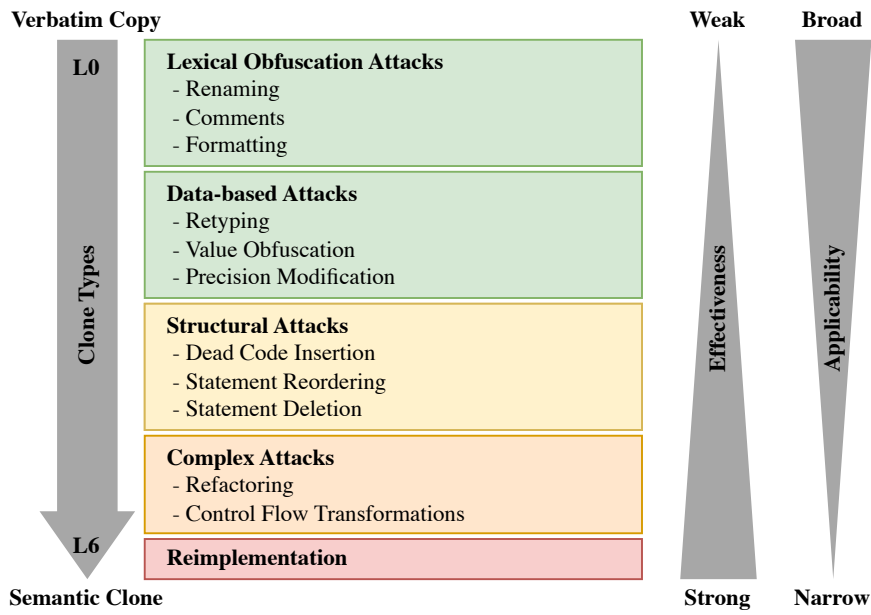 Verbatim Copy
Weak
Broad
L0
Lexical Obfuscation Attacks
- Renaming
- Comments
- Formatting
Data-based Attacks
- Retyping
- Value Obfuscation
- Precision Modification
Clone Types
Effectiveness
Applicability
Structural Attacks
- Dead Code Insertion
- Statement Reordering
- Statement Deletion
Complex Attacks
- Refactoring
- Control Flow Transformations
L6
Reimplementation
Semantic Clone
Strong
Narrow